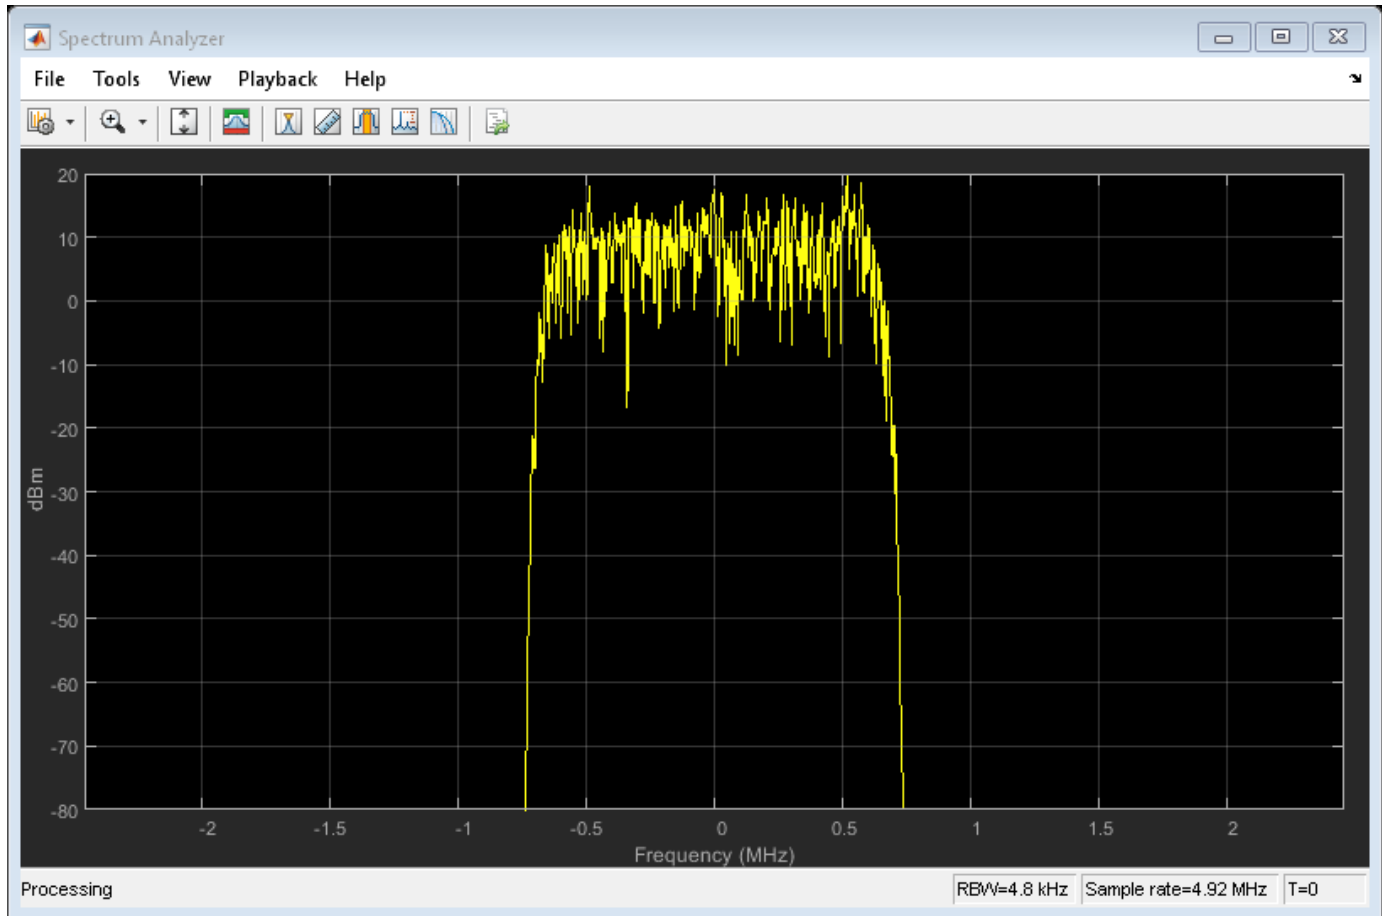 Spectrum Analyzer
File Tools View Playback Help
20
10
0
-10
-20
-30
-40
-50
-60
-70
-80
dBm
-2 -1.5 -1 -0.5 0 0.5 1 1.5 2
Frequency (MHz)
Processing RBW=4.8 kHz Sample rate=4.92 MHz T=0